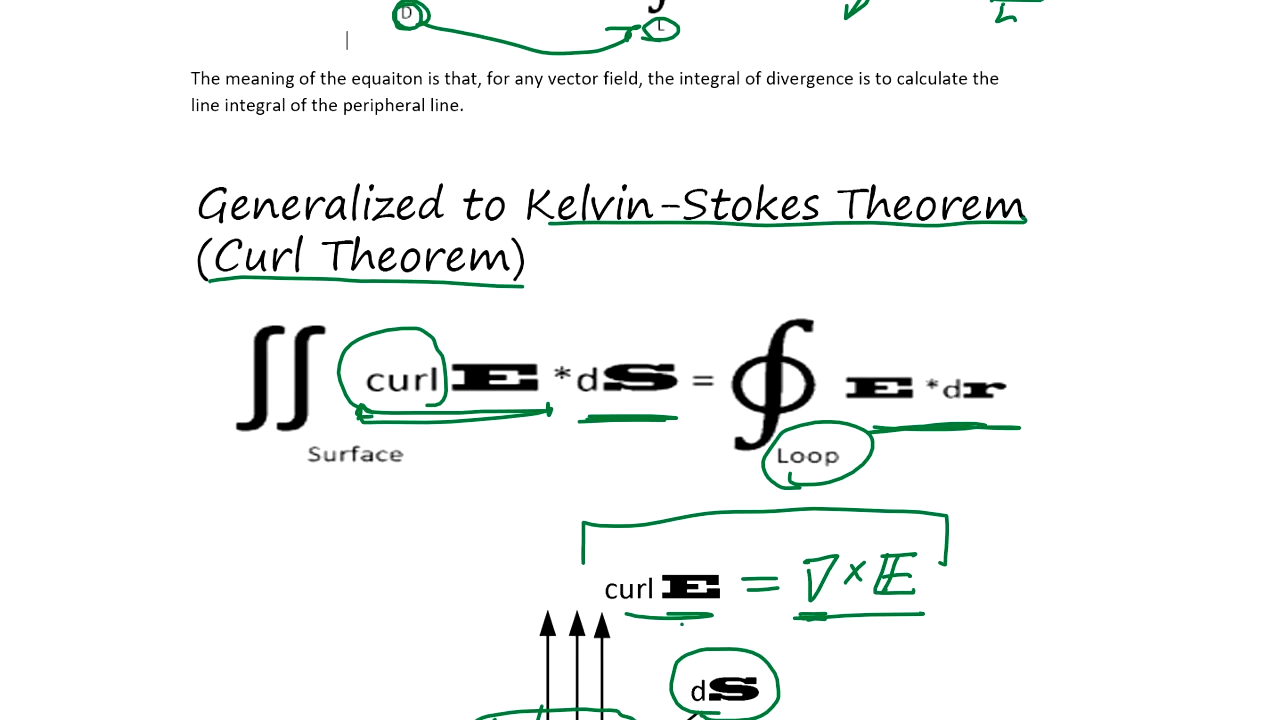 D
L
L
The meaning of the equaiton is that, for any vector field, the integral of divergence is to calculate the
line integral of the peripheral line.
Generalized to Kelvin-Stokes Theorem
(Curl Theorem)
∬ curl E *dS = ∮ E *dr
Surface
Loop
curl E = ∇×E
dS